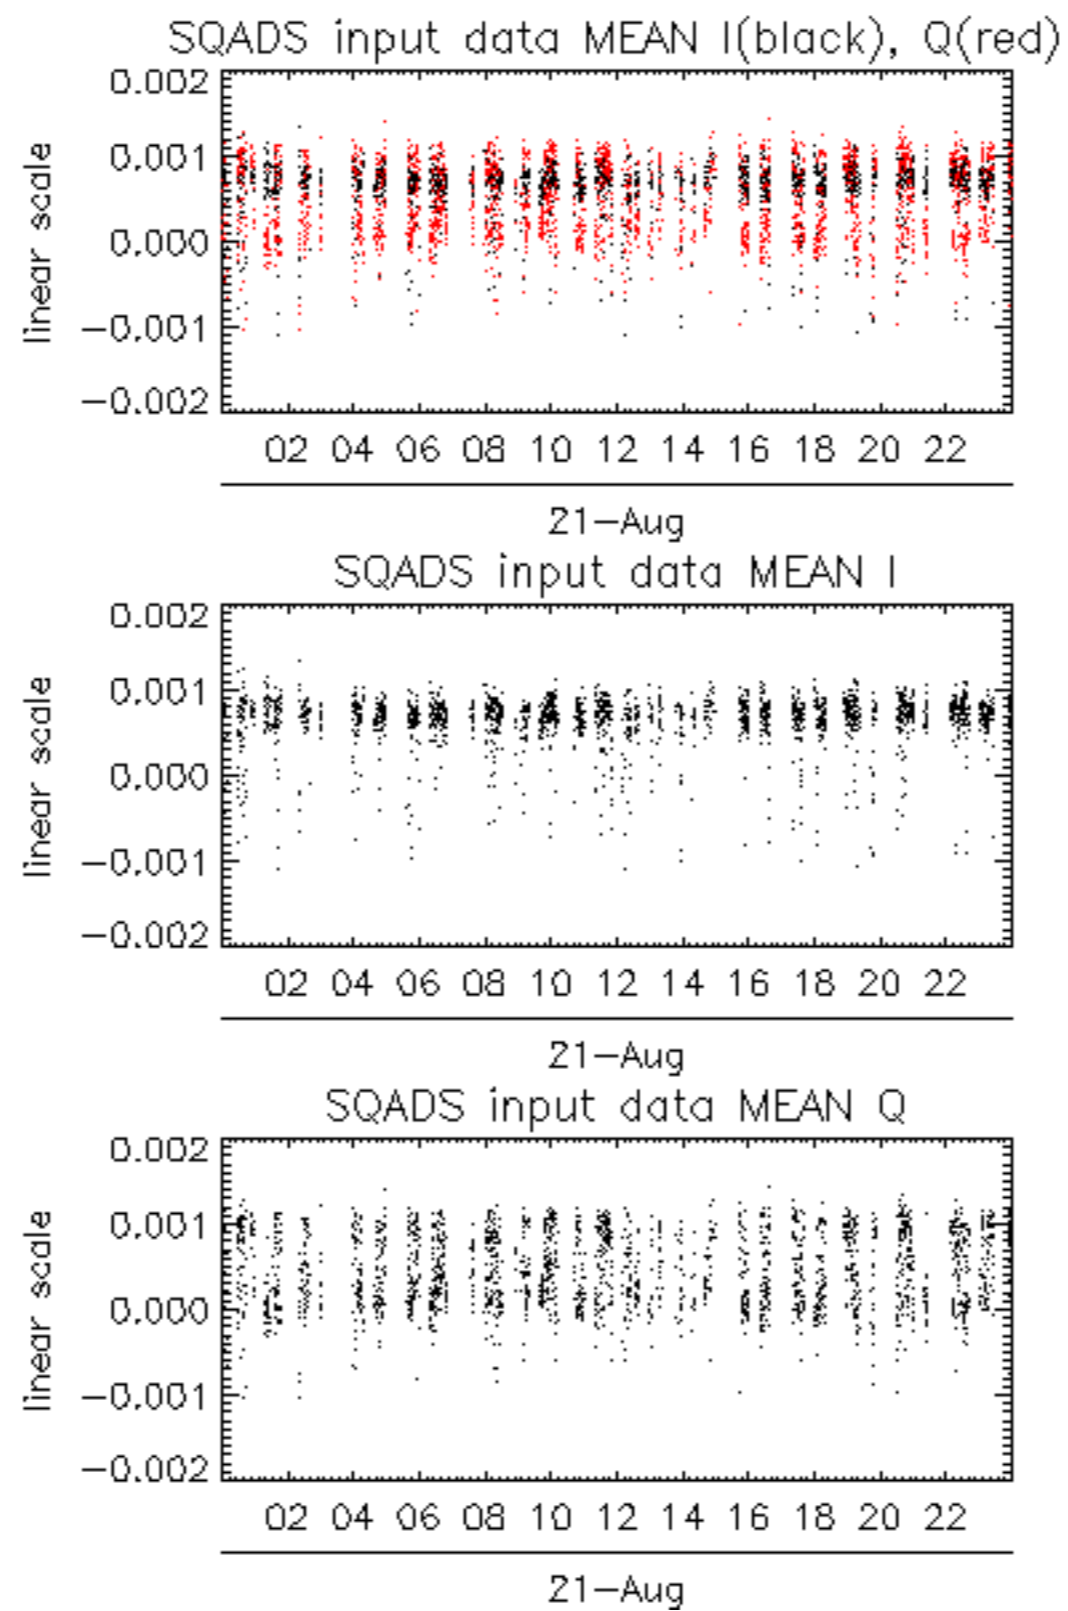 SQADS input data MEAN I(black), Q(red)
0.002
0.001
0.000
−0.001
−0.002
linear scale
02 04 06 08 10 12 14 16 18 20 22
21−Aug
SQADS input data MEAN I
0.002
0.001
0.000
−0.001
−0.002
linear scale
02 04 06 08 10 12 14 16 18 20 22
21−Aug
SQADS input data MEAN Q
0.002
0.001
0.000
−0.001
−0.002
linear scale
02 04 06 08 10 12 14 16 18 20 22
21−Aug